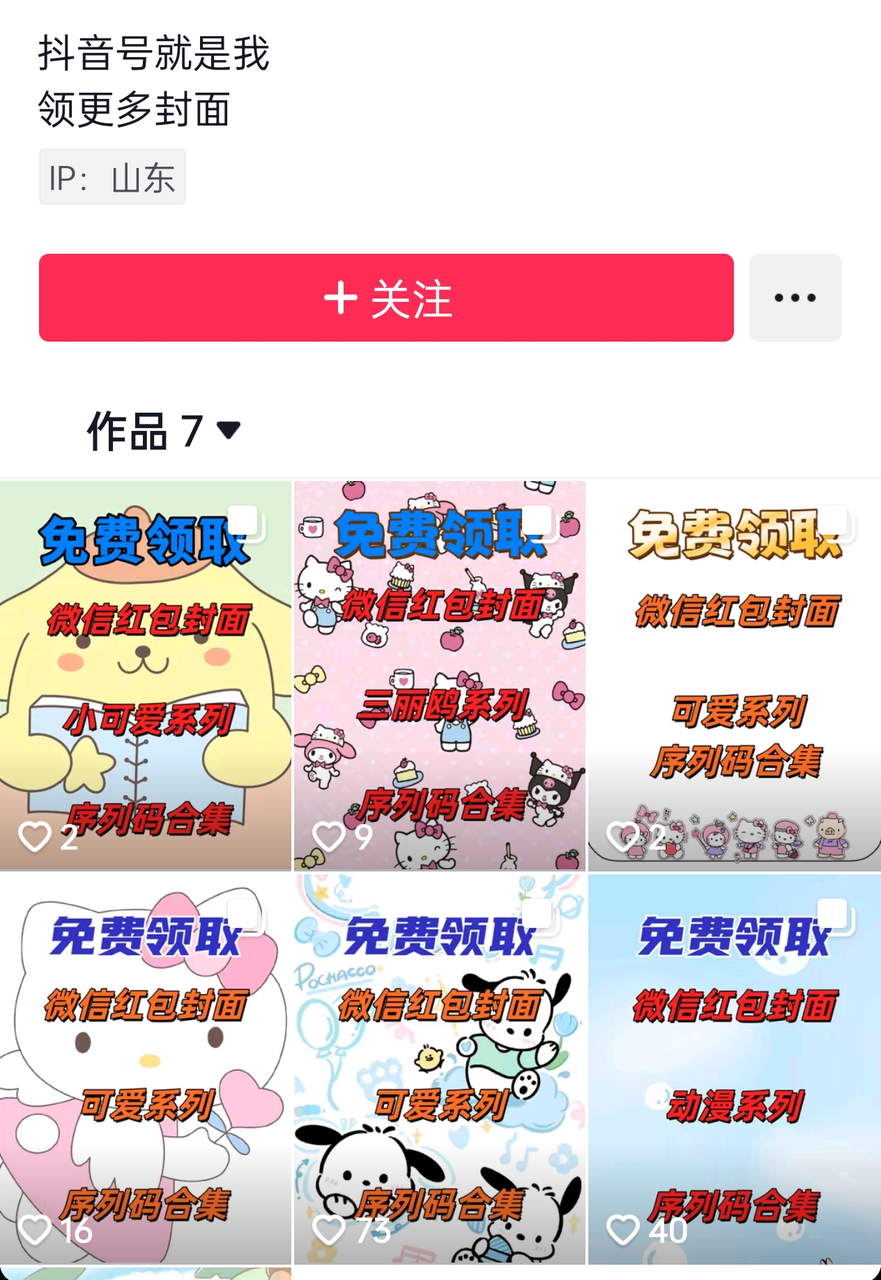 抖音号就是我
领更多封面
IP：山东
+ 关注
作品 7
免费领取
微信红包封面
小可爱系列
序列码合集
2
免费领取
微信红包封面
三丽鸥系列
序列码合集
9
免费领取
微信红包封面
可爱系列
序列码合集
2
免费领取
微信红包封面
可爱系列
序列码合集
16
免费领取
POCHACCO
微信红包封面
可爱系列
序列码合集
73
免费领取
微信红包封面
动漫系列
序列码合集
40